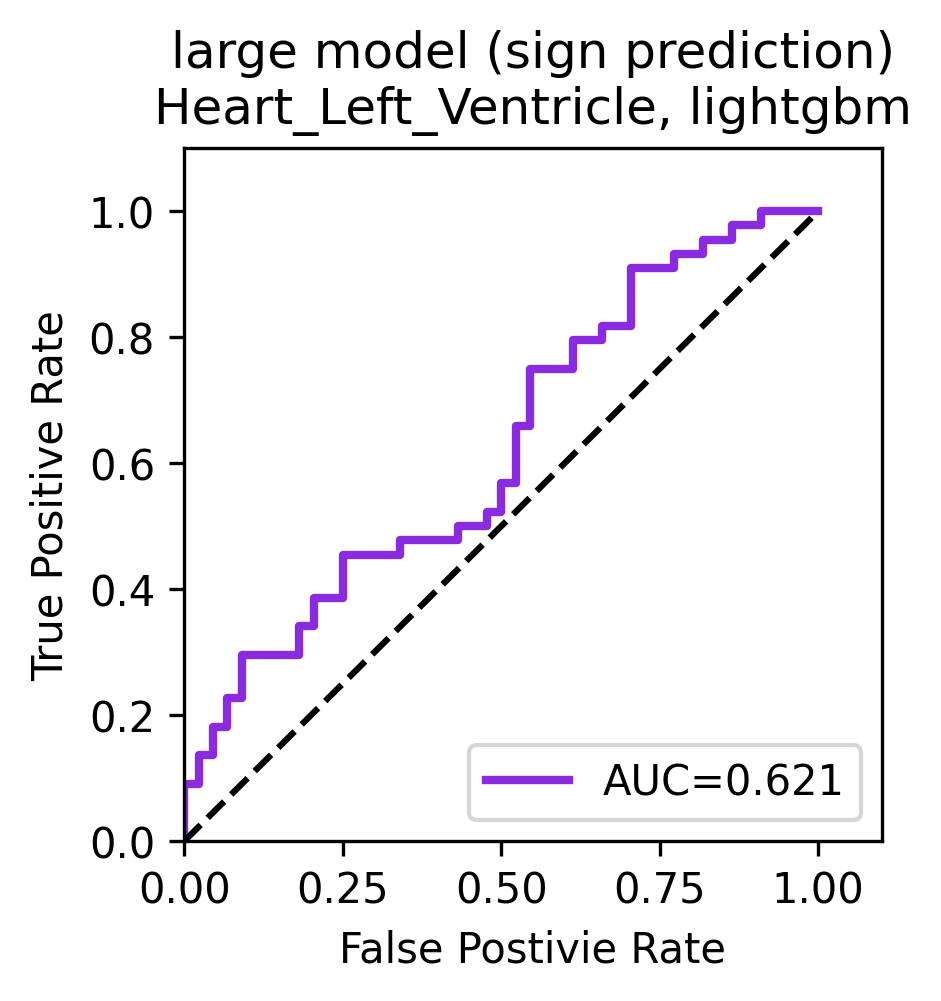 large model (sign prediction)
Heart_Left_Ventricle, lightgbm
True Positive Rate
1.0
0.8
0.6
0.4
0.2
0.0
AUC=0.621
0.00 0.25 0.50 0.75 1.00
False Postivie Rate